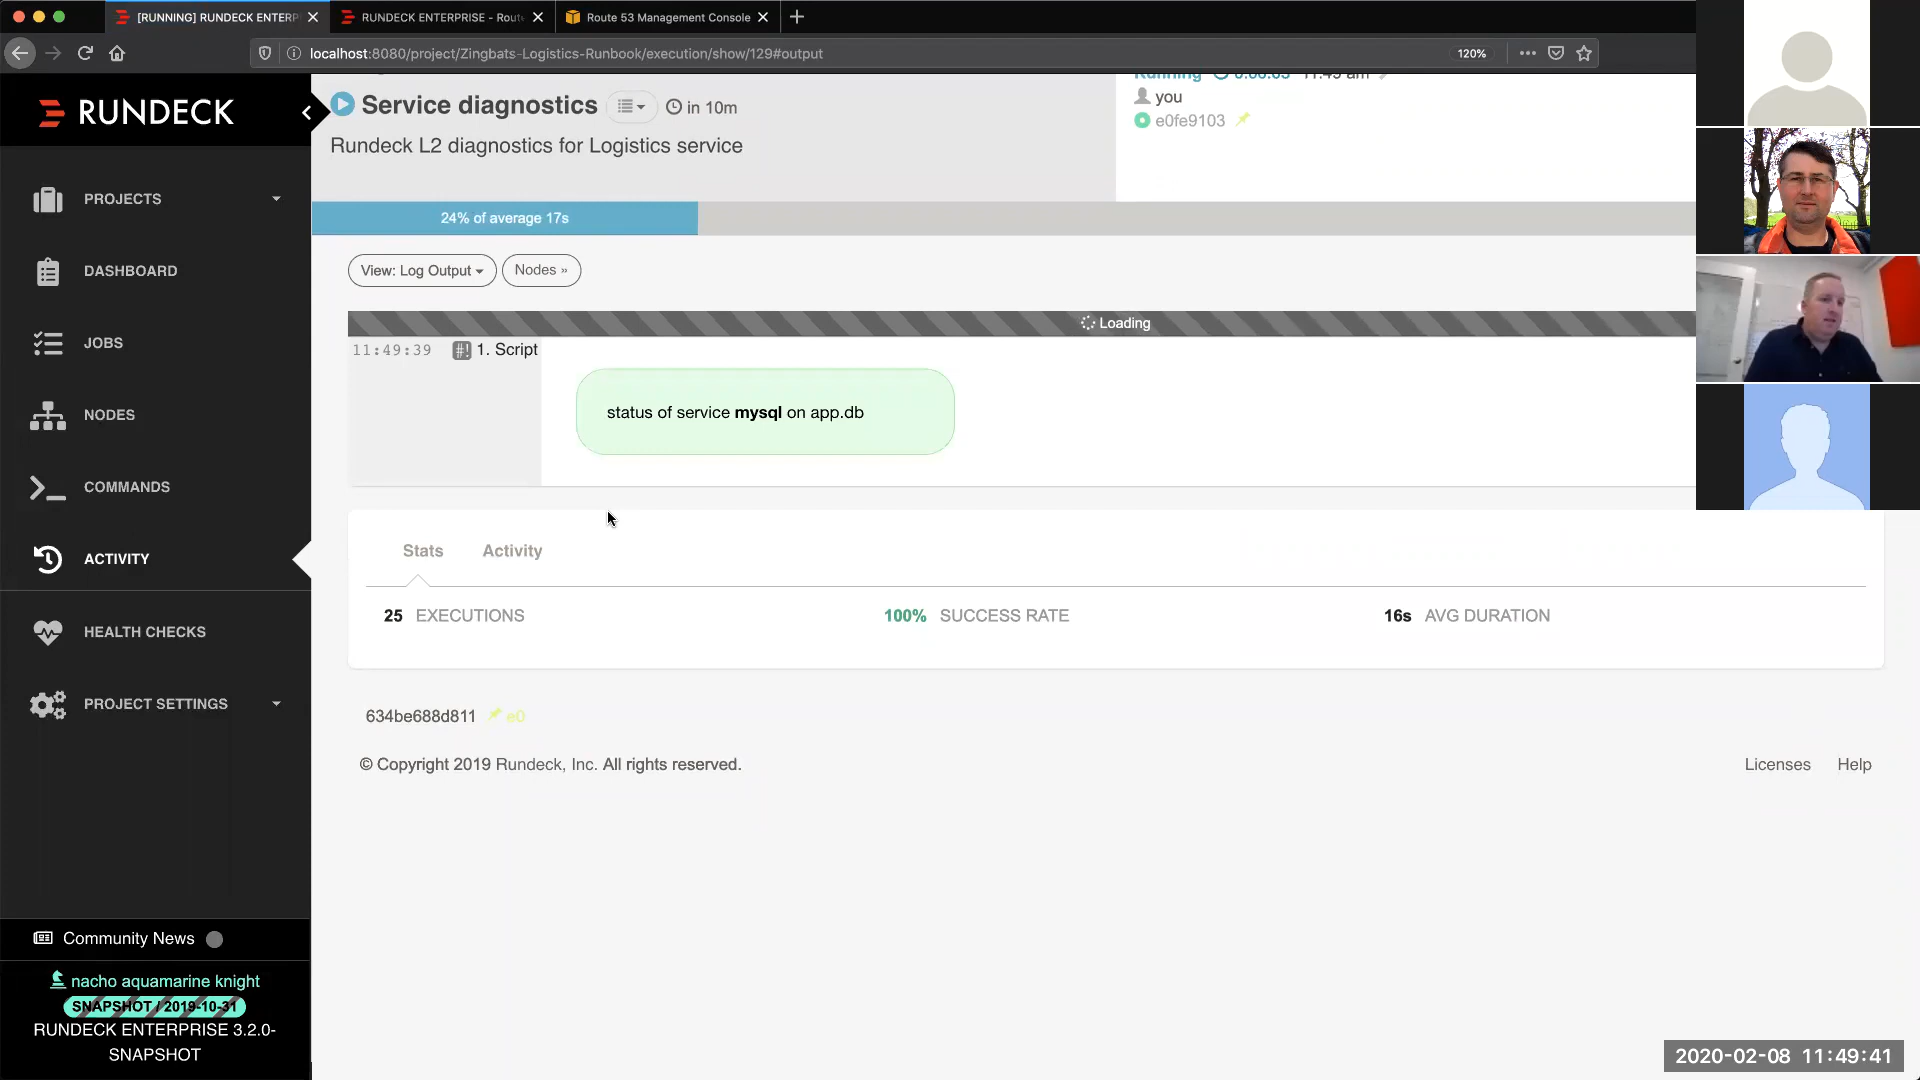 [RUNNING] RUNDECK ENTERP
RUNDECK ENTERPRISE - Rout
Route 53 Management Console
localhost:8080/project/Zingbats-Logistics-Runbook/execution/show/129#output
120%
RUNDECK
PROJECTS
DASHBOARD
JOBS
NODES
COMMANDS
ACTIVITY
HEALTH CHECKS
PROJECT SETTINGS
Community News
nacho aquamarine knight
SNAPSHOT / 2019-10-31
RUNDECK ENTERPRISE 3.2.0-
SNAPSHOT
Service diagnostics
in 10m
Rundeck L2 diagnostics for Logistics service
Running
you
e0fe9103
24% of average 17s
View: Log Output
Nodes »
Loading
11:49:39 #! 1. Script
status of service mysql on app.db
Stats
Activity
25 EXECUTIONS
100% SUCCESS RATE
16s AVG DURATION
634be688d811
e0
© Copyright 2019 Rundeck, Inc. All rights reserved.
Licenses
Help
2020-02-08 11:49:41